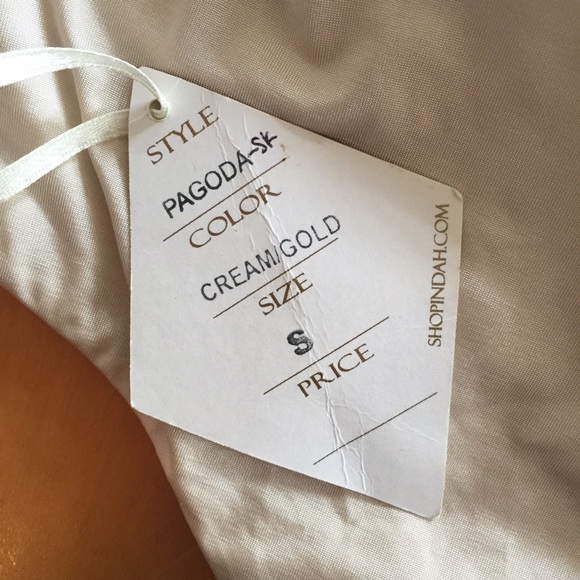 STYLE
PAGODA-SK
COLOR
CREAM/GOLD
SIZE
S
PRICE
SHOPINDAH.COM